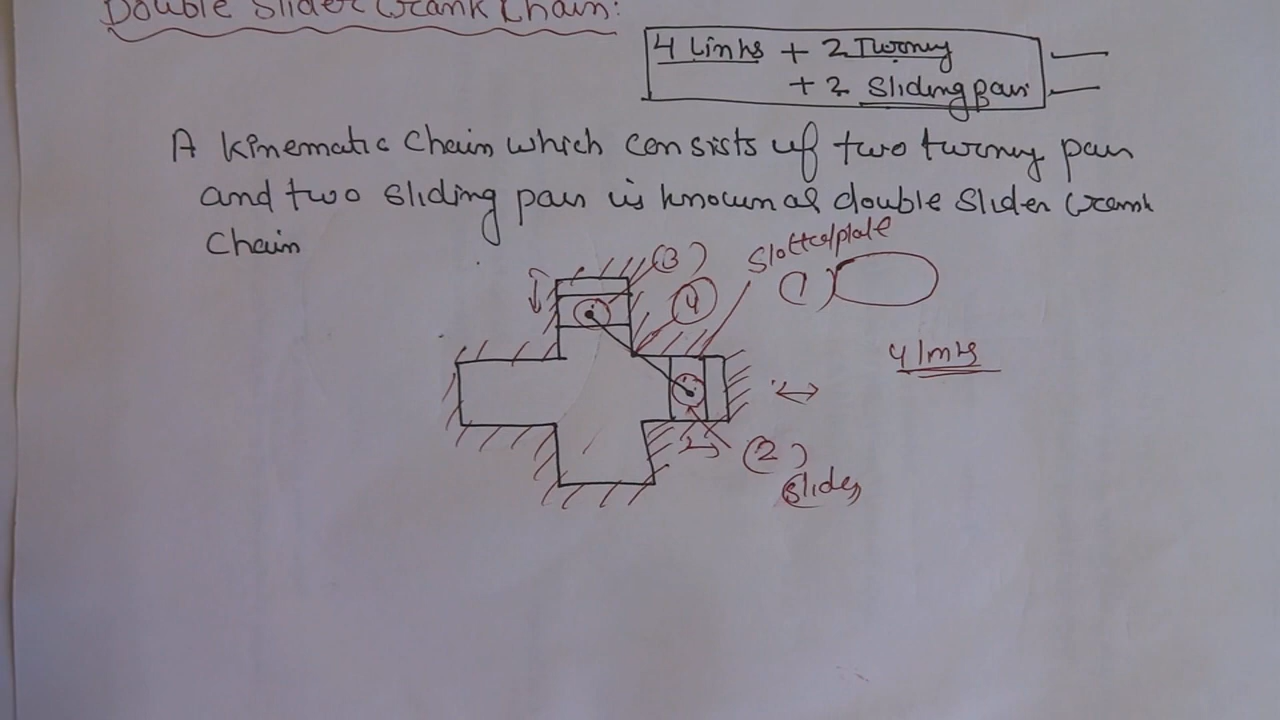 Double Slider Crank Chain:
4 Links + 2 Turning
+ 2 Sliding pair
A Kinematic Chain which consists of two turning pair
and two sliding pair is known as double Slider Crank
Chain
(3)
Slotted plate
(4)
(1)
4 links
(2)
Slider